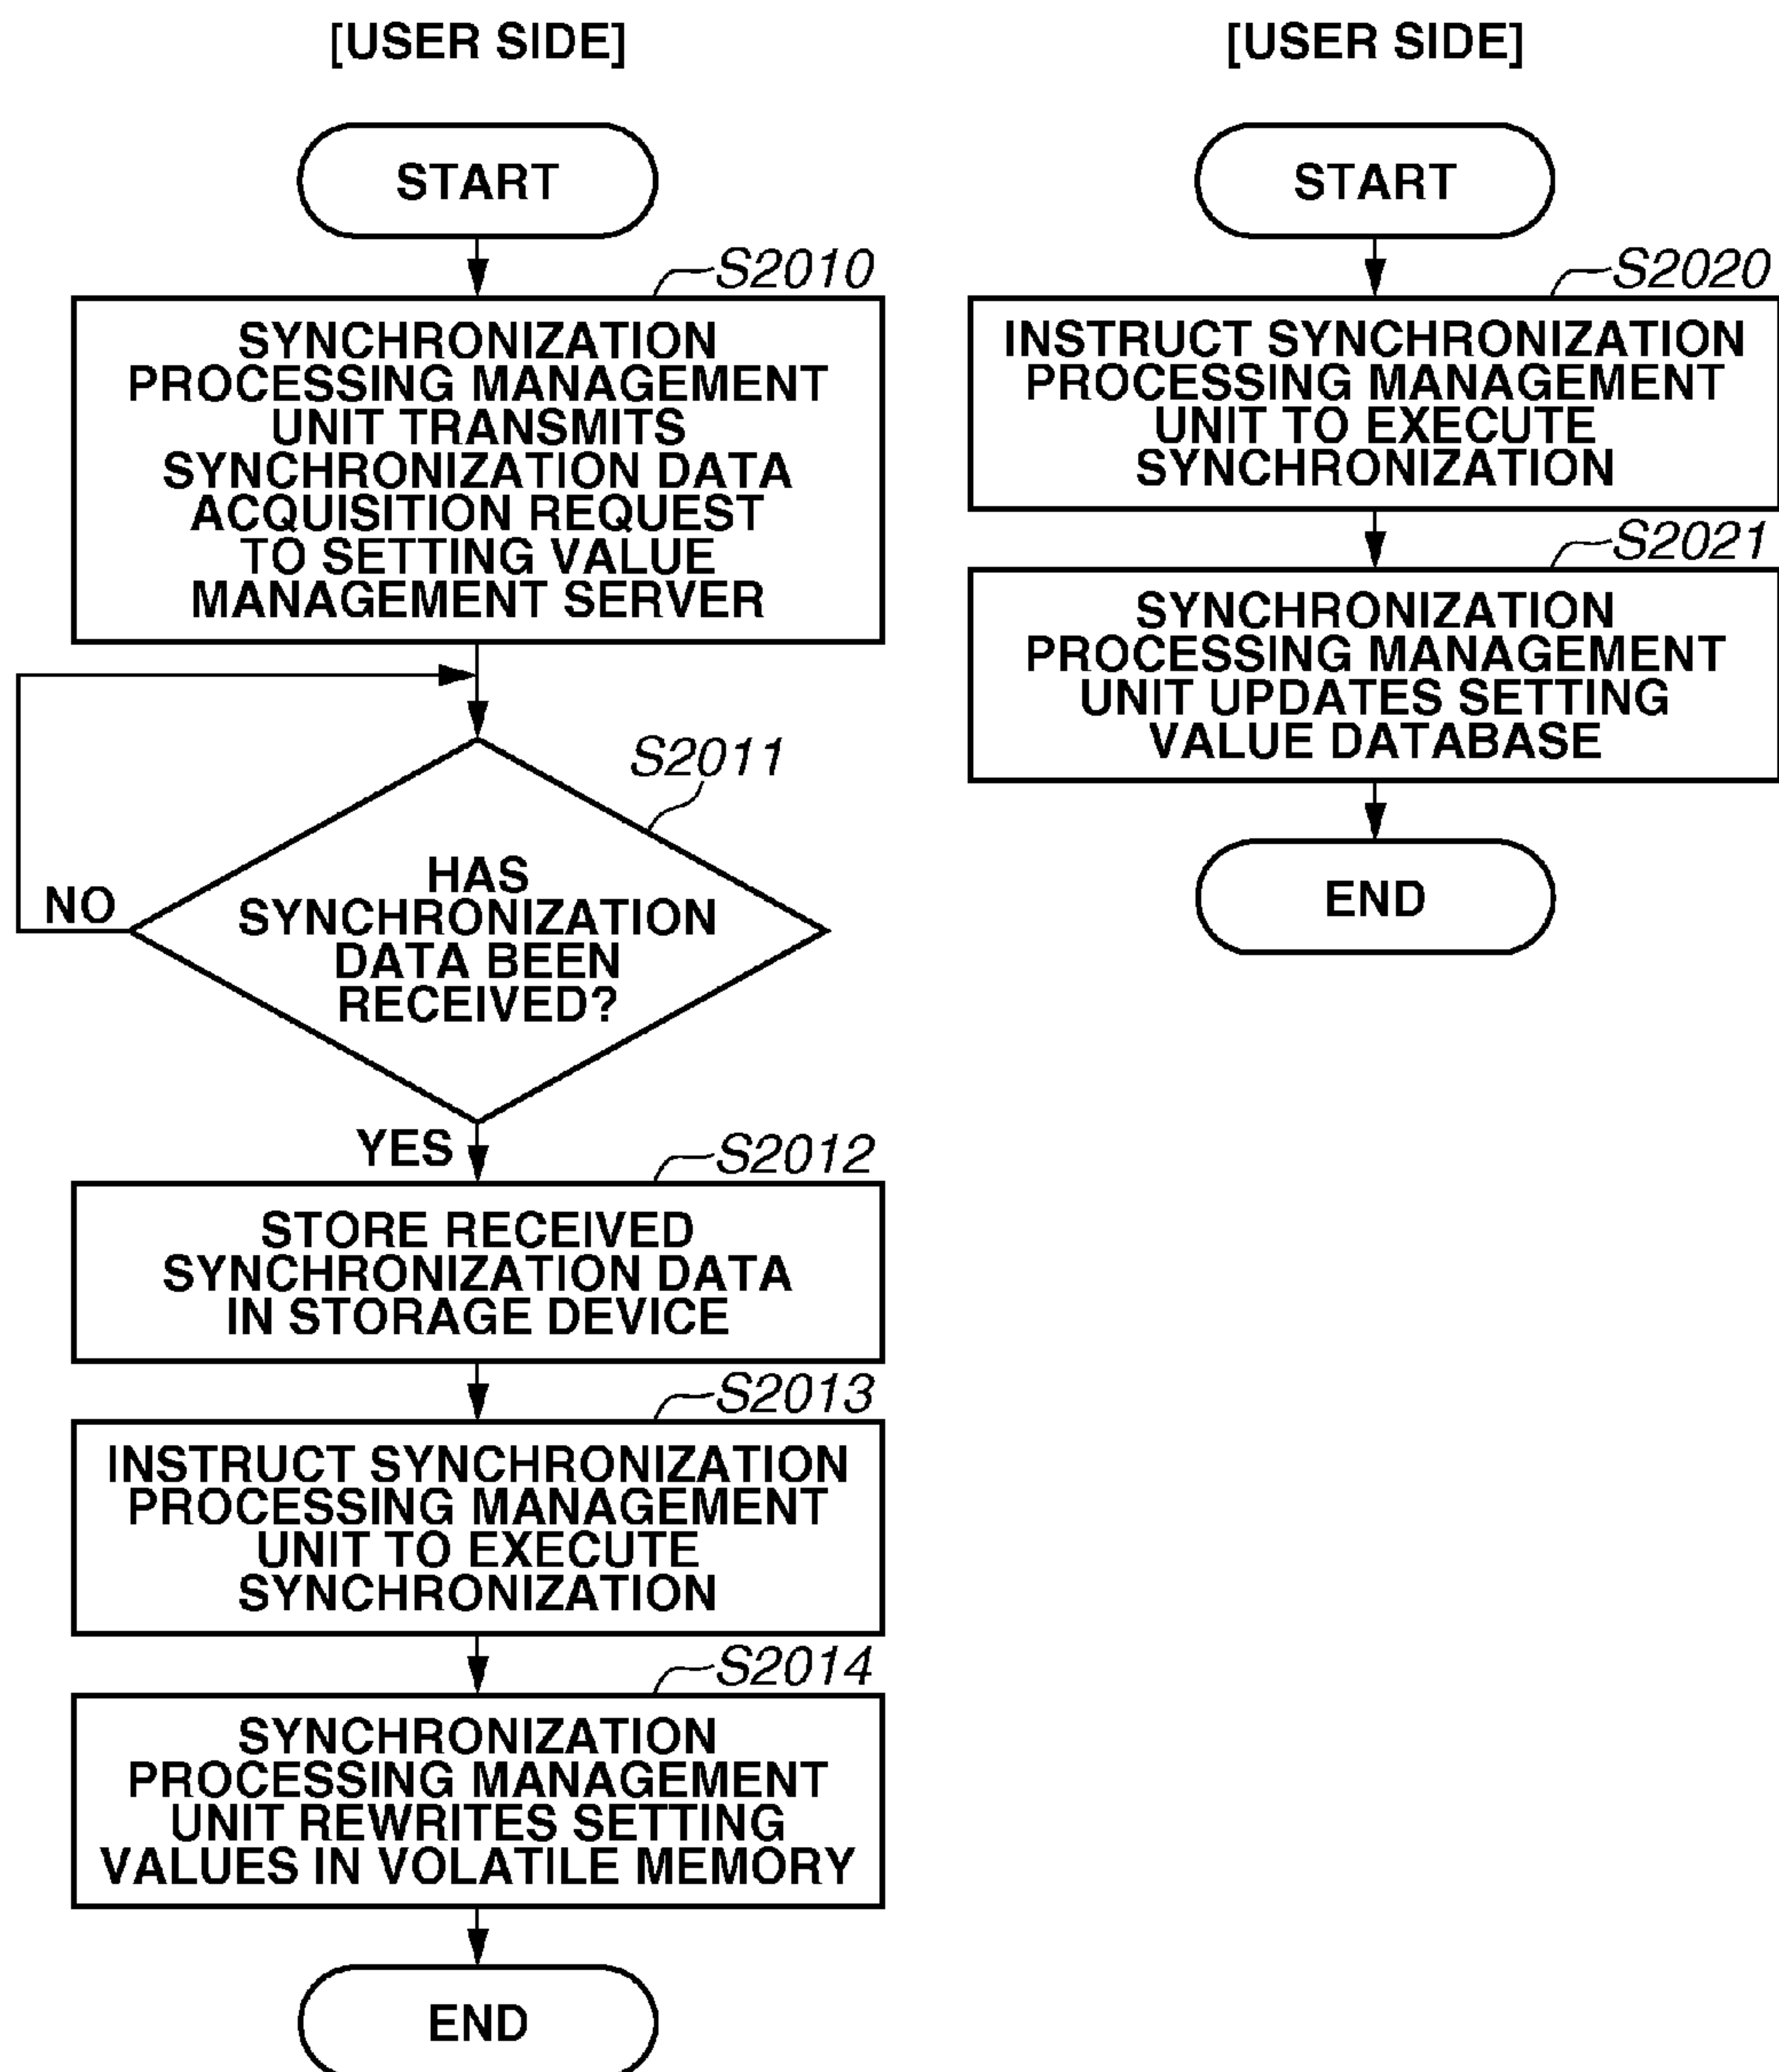 [USER SIDE]
START
S2010
SYNCHRONIZATION
PROCESSING MANAGEMENT
UNIT TRANSMITS
SYNCHRONIZATION DATA
ACQUISITION REQUEST
TO SETTING VALUE
MANAGEMENT SERVER
S2011
HAS
SYNCHRONIZATION
DATA BEEN
RECEIVED?
NO
YES
S2012
STORE RECEIVED
SYNCHRONIZATION DATA
IN STORAGE DEVICE
S2013
INSTRUCT SYNCHRONIZATION
PROCESSING MANAGEMENT
UNIT TO EXECUTE
SYNCHRONIZATION
S2014
SYNCHRONIZATION
PROCESSING MANAGEMENT
UNIT REWRITES SETTING
VALUES IN VOLATILE MEMORY
END
[USER SIDE]
START
S2020
INSTRUCT SYNCHRONIZATION
PROCESSING MANAGEMENT
UNIT TO EXECUTE
SYNCHRONIZATION
S2021
SYNCHRONIZATION
PROCESSING MANAGEMENT
UNIT UPDATES SETTING
VALUE DATABASE
END